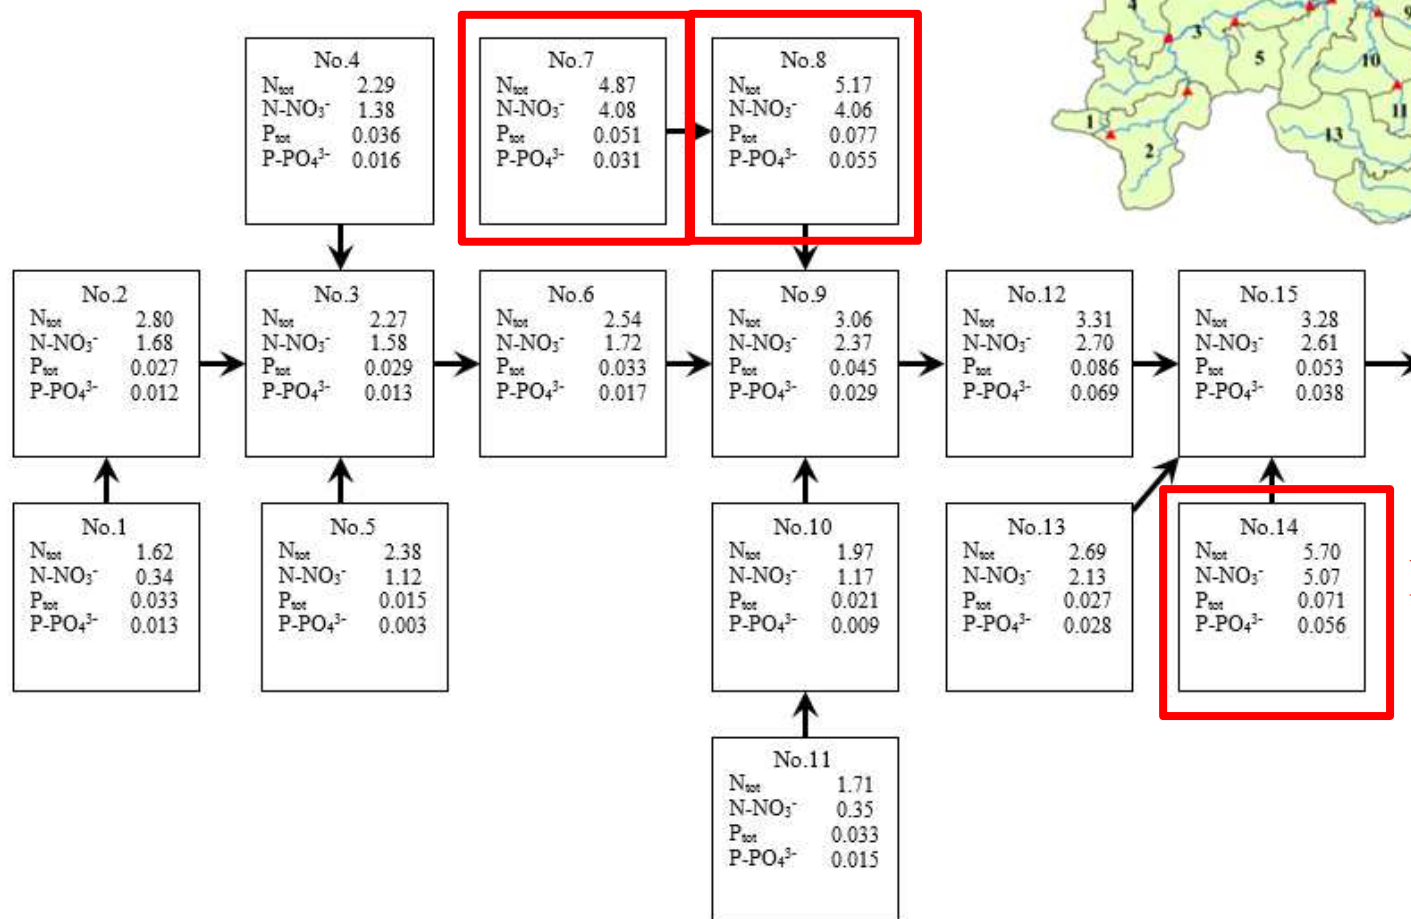 No.4
Ntot 2.29
N-NO3- 1.38
Ptot 0.036
P-PO43- 0.016
No.7
Ntot 4.87
N-NO3- 4.08
Ptot 0.051
P-PO43- 0.031
No.8
Ntot 5.17
N-NO3- 4.06
Ptot 0.077
P-PO43- 0.055
4
3
5
9
10
11
1
2
13
No.2
Ntot 2.80
N-NO3- 1.68
Ptot 0.027
P-PO43- 0.012
No.3
Ntot 2.27
N-NO3- 1.58
Ptot 0.029
P-PO43- 0.013
No.6
Ntot 2.54
N-NO3- 1.72
Ptot 0.033
P-PO43- 0.017
No.9
Ntot 3.06
N-NO3- 2.37
Ptot 0.045
P-PO43- 0.029
No.12
Ntot 3.31
N-NO3- 2.70
Ptot 0.086
P-PO43- 0.069
No.15
Ntot 3.28
N-NO3- 2.61
Ptot 0.053
P-PO43- 0.038
No.1
Ntot 1.62
N-NO3- 0.34
Ptot 0.033
P-PO43- 0.013
No.5
Ntot 2.38
N-NO3- 1.12
Ptot 0.015
P-PO43- 0.003
No.10
Ntot 1.97
N-NO3- 1.17
Ptot 0.021
P-PO43- 0.009
No.13
Ntot 2.69
N-NO3- 2.13
Ptot 0.027
P-PO43- 0.028
No.14
Ntot 5.70
N-NO3- 5.07
Ptot 0.071
P-PO43- 0.056
No.11
Ntot 1.71
N-NO3- 0.35
Ptot 0.033
P-PO43- 0.015